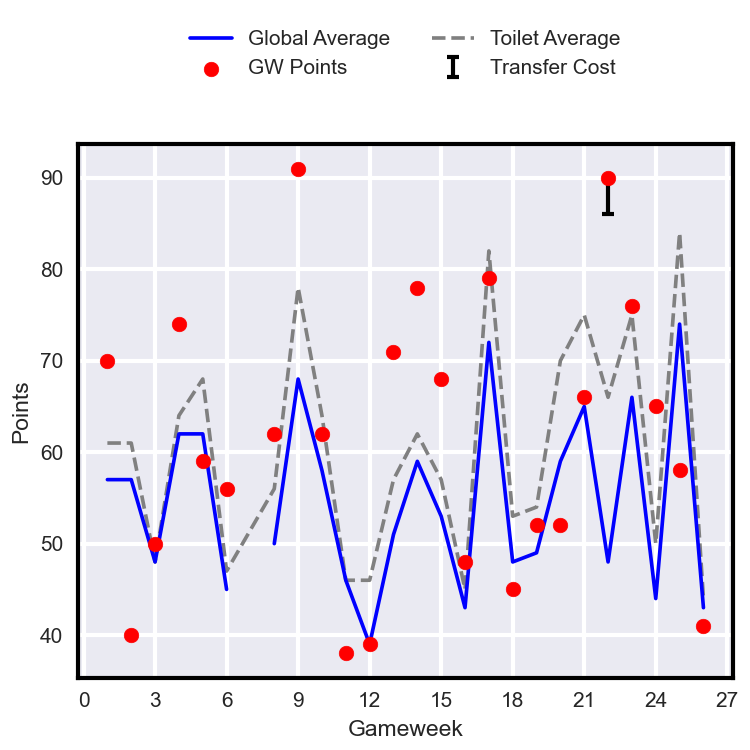 Global Average
Toilet Average
GW Points
Transfer Cost
90
80
70
60
50
40
Points
0 3 6 9 12 15 18 21 24 27
Gameweek